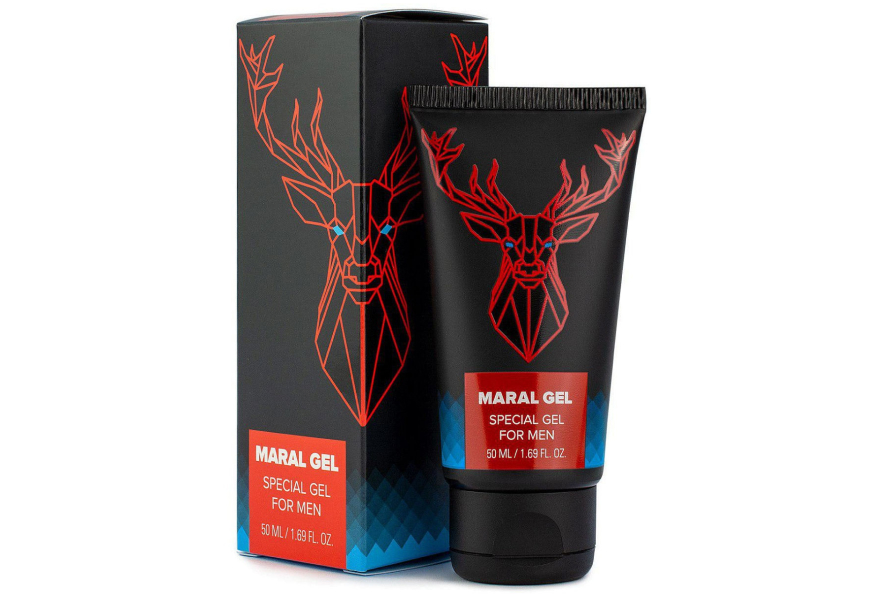 MARAL GEL
SPECIAL GEL
FOR MEN
50 ML / 1.69 FL. OZ.
MARAL GEL
SPECIAL GEL
FOR MEN
50 ML / 1.69 FL. OZ.